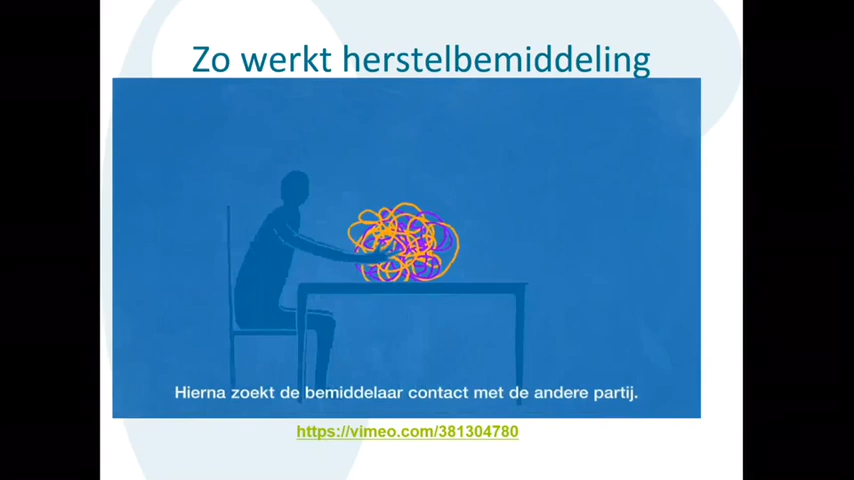 Zo werkt herstelbemiddeling
Hierna zoekt de bemiddelaar contact met de andere partij.
https://vimeo.com/381304780